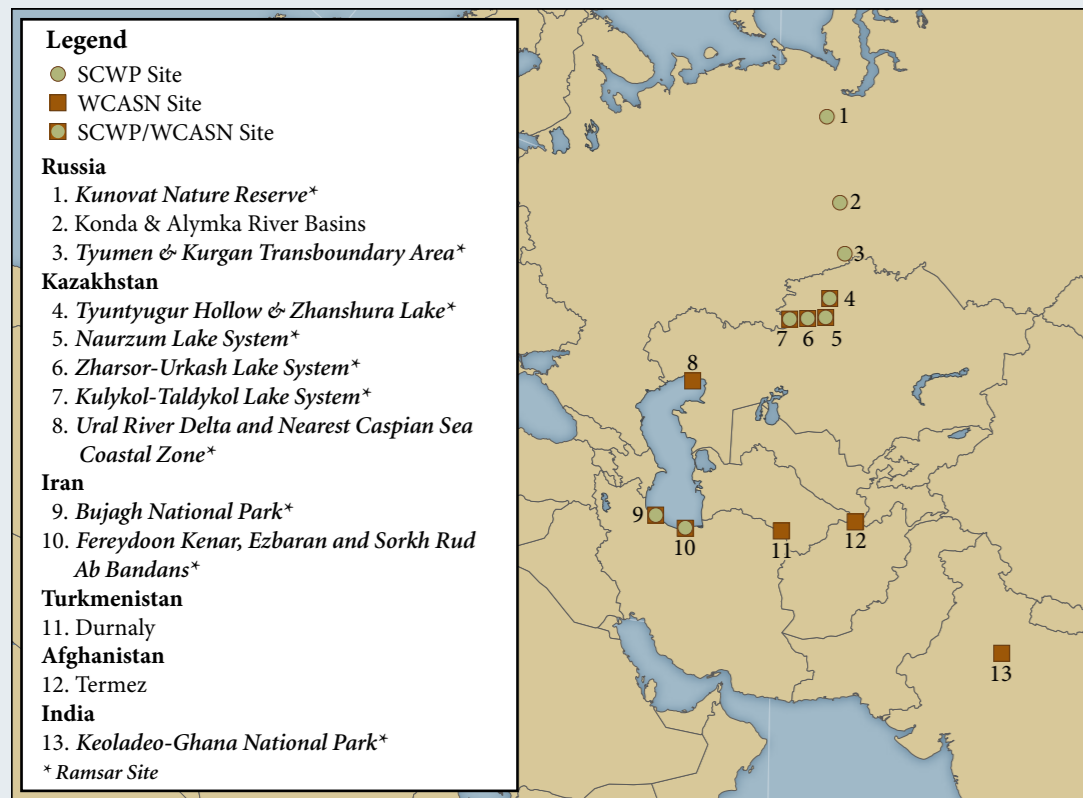 Legend
SCWP Site
WCASN Site
SCWP/WCASN Site
Russia
1. Kunovat Nature Reserve*
2. Konda & Alymka River Basins
3. Tyumen & Kurgan Transboundary Area*
Kazakhstan
4. Tyuntyugur Hollow & Zhanshura Lake*
5. Naurzum Lake System*
6. Zharsor-Urkash Lake System*
7. Kulykol-Taldykol Lake System*
8. Ural River Delta and Nearest Caspian Sea
Coastal Zone*
Iran
9. Bujagh National Park*
10. Fereydoon Kenar, Ezbaran and Sorkh Rud
Ab Bandans*
Turkmenistan
11. Durnaly
Afghanistan
12. Termez
India
13. Keoladeo-Ghana National Park*
* Ramsar Site
1
2
3
4
7 6 5
8
9
10
11
12
13